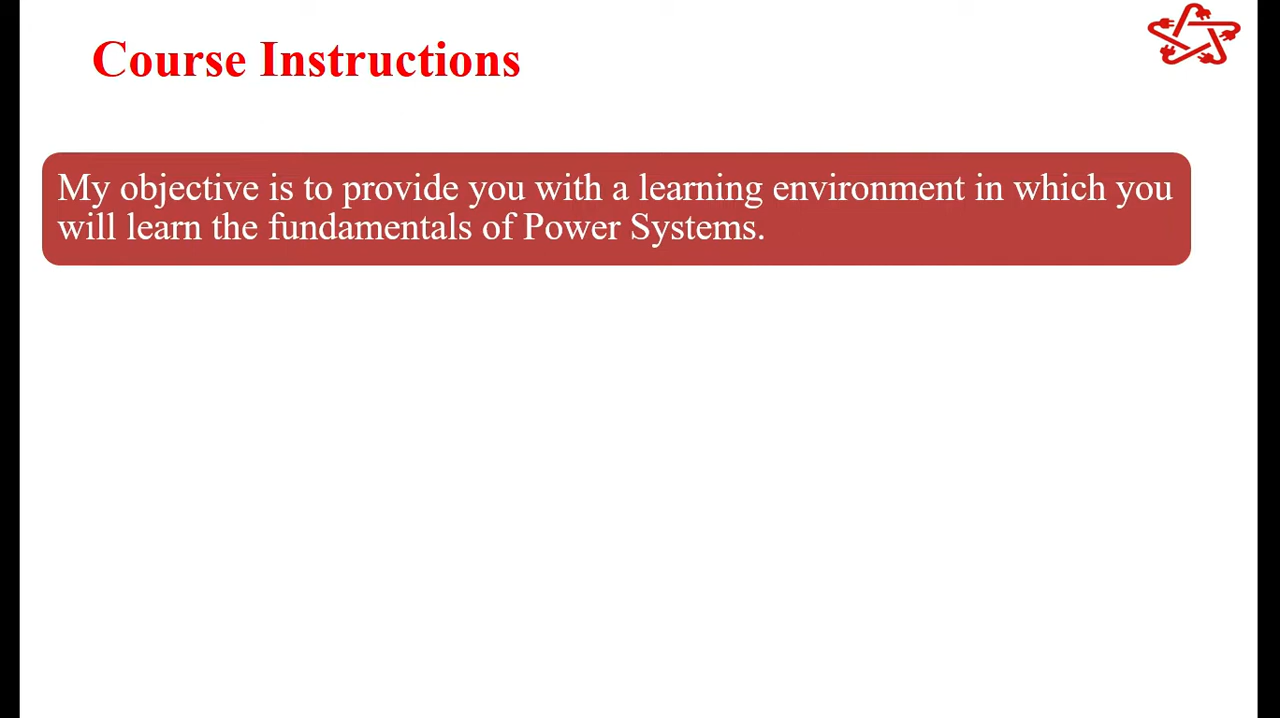 Course Instructions
My objective is to provide you with a learning environment in which you
will learn the fundamentals of Power Systems.